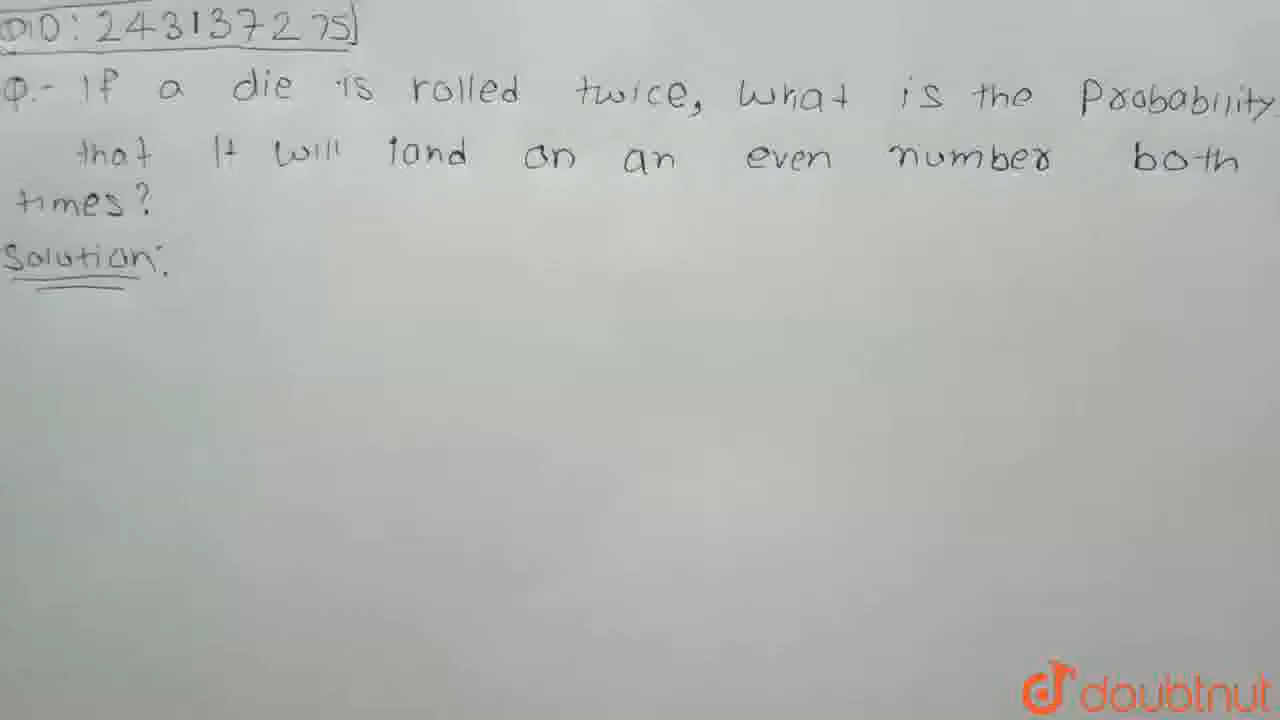 QID: 243137275
Q.- If a die is rolled twice, what is the Probability
that It will land on an even number both
times?
Solution:
doubtnut